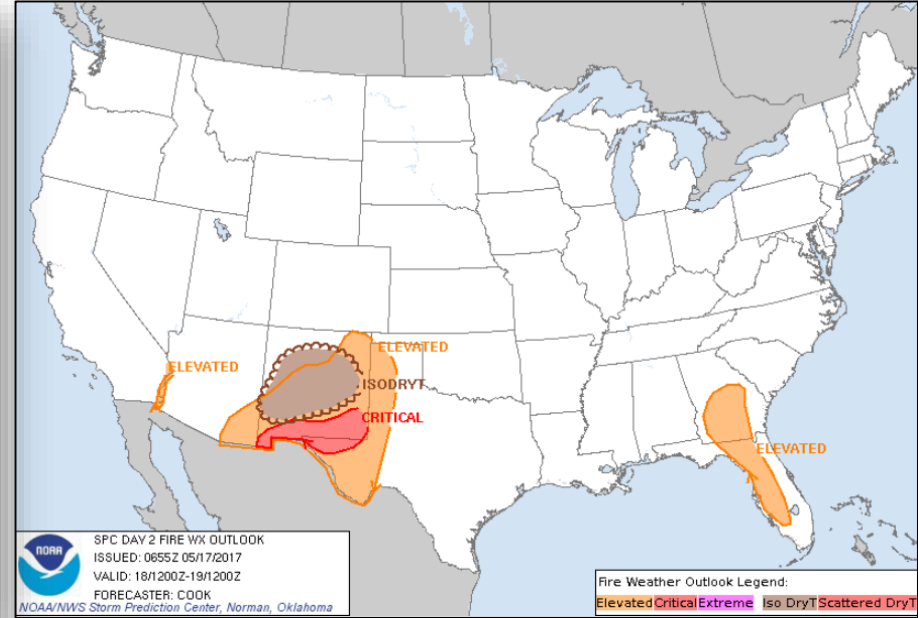 ELEVATED
ELEVATED
ISODRYT
CRITICAL
ELEVATED
NOAA
SPC DAY 2 FIRE WX OUTLOOK
ISSUED: 0655Z 05/17/2017
VALID: 18/1200Z-19/1200Z
FORECASTER: COOK
NOAA/NWS Storm Prediction Center, Norman, Oklahoma
Fire Weather Outlook Legend:
Elevated Critical Extreme Iso DryT Scattered DryT